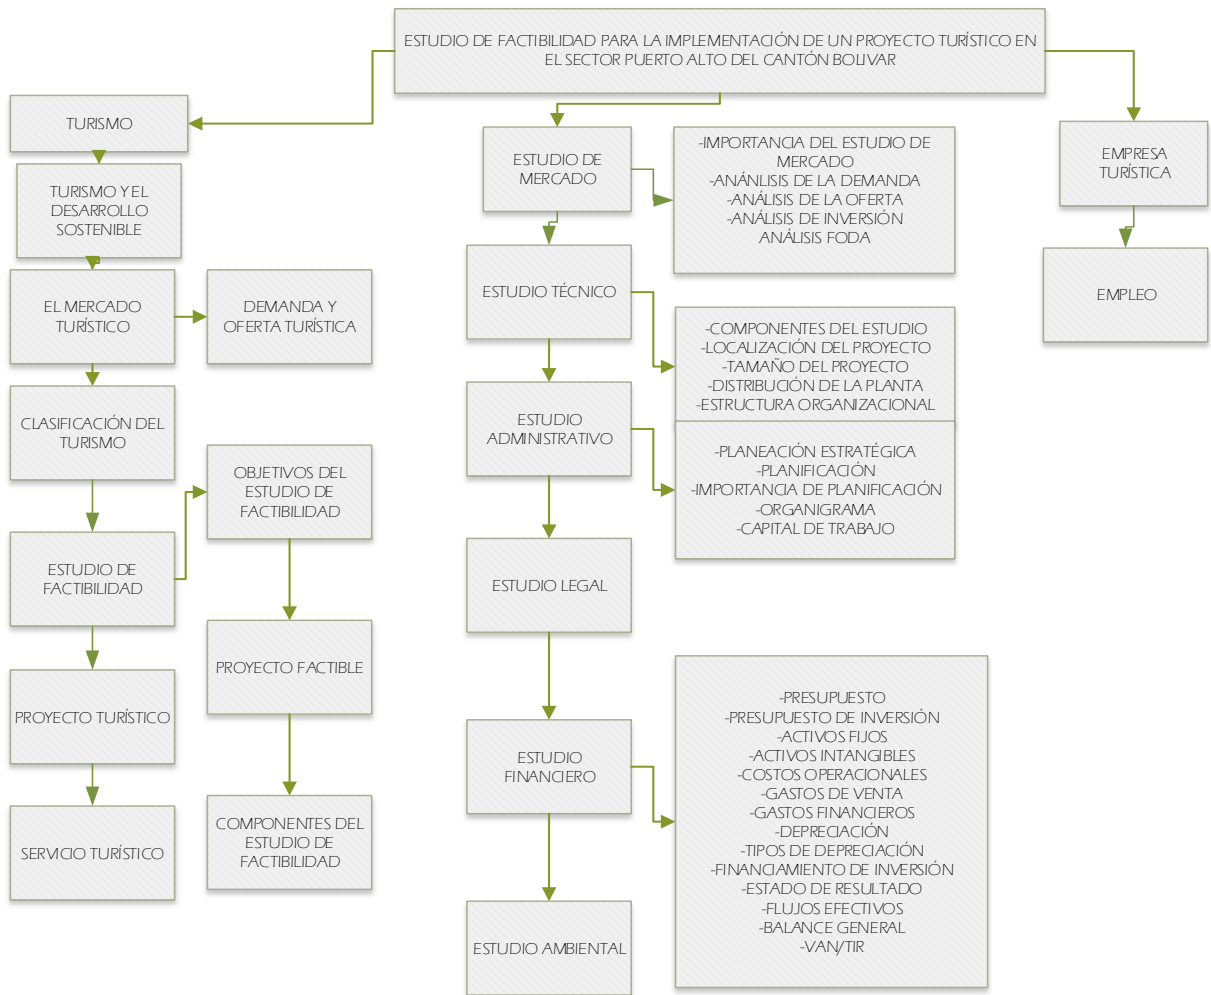 ESTUDIO DE FACTIBILIDAD PARA LA IMPLEMENTACIÓN DE UN PROYECTO TURÍSTICO EN
EL SECTOR PUERTO ALTO DEL CANTÓN BOLIVAR
TURISMO
TURISMO Y EL
DESARROLLO
SOSTENIBLE
EL MERCADO
TURÍSTICO
DEMANDA Y
OFERTA TURÍSTICA
CLASIFICACIÓN DEL
TURISMO
ESTUDIO DE
FACTIBILIDAD
OBJETIVOS DEL
ESTUDIO DE
FACTIBILIDAD
PROYECTO FACTIBLE
COMPONENTES DEL
ESTUDIO DE
FACTIBILIDAD
PROYECTO TURÍSTICO
SERVICIO TURÍSTICO
ESTUDIO DE
MERCADO
-IMPORTANCIA DEL ESTUDIO DE
MERCADO
-ANÁNLISIS DE LA DEMANDA
-ANÁLISIS DE LA OFERTA
-ANÁLISIS DE INVERSIÓN
ANÁLISIS FODA
ESTUDIO TÉCNICO
-COMPONENTES DEL ESTUDIO
-LOCALIZACIÓN DEL PROYECTO
-TAMAÑO DEL PROYECTO
-DISTRIBUCIÓN DE LA PLANTA
-ESTRUCTURA ORGANIZACIONAL
ESTUDIO
ADMINISTRATIVO
-PLANEACIÓN ESTRATÉGICA
-PLANIFICACIÓN
-IMPORTANCIA DE PLANIFICACIÓN
-ORGANIGRAMA
-CAPITAL DE TRABAJO
ESTUDIO LEGAL
ESTUDIO
FINANCIERO
-PRESUPUESTO
-PRESUPUESTO DE INVERSIÓN
-ACTIVOS FIJOS
-ACTIVOS INTANGIBLES
-COSTOS OPERACIONALES
-GASTOS DE VENTA
-GASTOS FINANCIEROS
-DEPRECIACIÓN
-TIPOS DE DEPRECIACIÓN
-FINANCIAMIENTO DE INVERSIÓN
-ESTADO DE RESULTADO
-FLUJOS EFECTIVOS
-BALANCE GENERAL
-VAN/TIR
ESTUDIO AMBIENTAL
EMPRESA
TURÍSTICA
EMPLEO